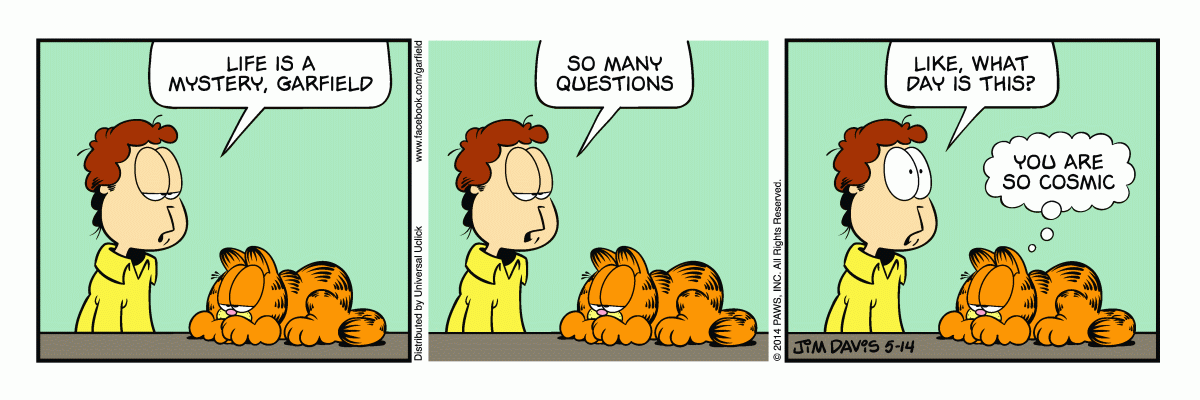 LIFE IS A
MYSTERY, GARFIELD
www.facebook.com/garfield
Distributed by Universal Uclick
SO MANY
QUESTIONS
© 2014 PAWS, INC. All Rights Reserved.
LIKE, WHAT
DAY IS THIS?
YOU ARE
SO COSMIC
JIM DAVIS 5-14